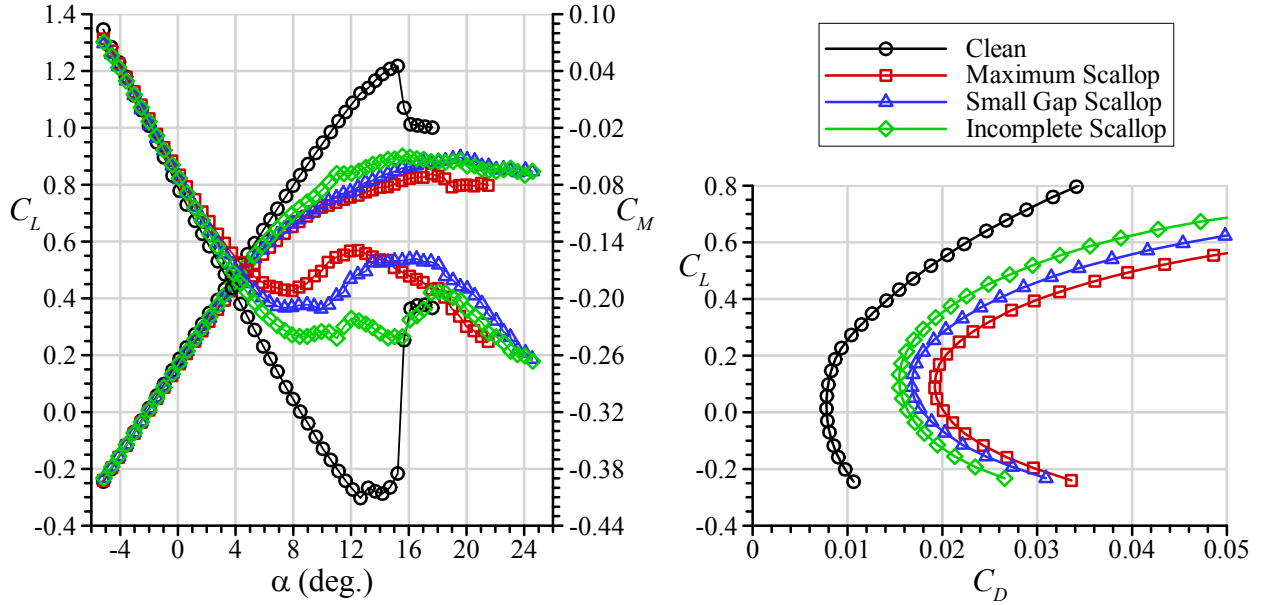 1.4
1.2
1.0
0.8
0.6
0.4
0.2
0.0
-0.2
-0.4
C_L
-4 0 4 8 12 16 20 24
α (deg.)
0.10
0.04
-0.02
-0.08
-0.14
-0.20
-0.26
-0.32
-0.38
-0.44
C_M
Clean
Maximum Scallop
Small Gap Scallop
Incomplete Scallop
0.8
0.6
0.4
0.2
0.0
-0.2
-0.4
C_L
0 0.01 0.02 0.03 0.04 0.05
C_D